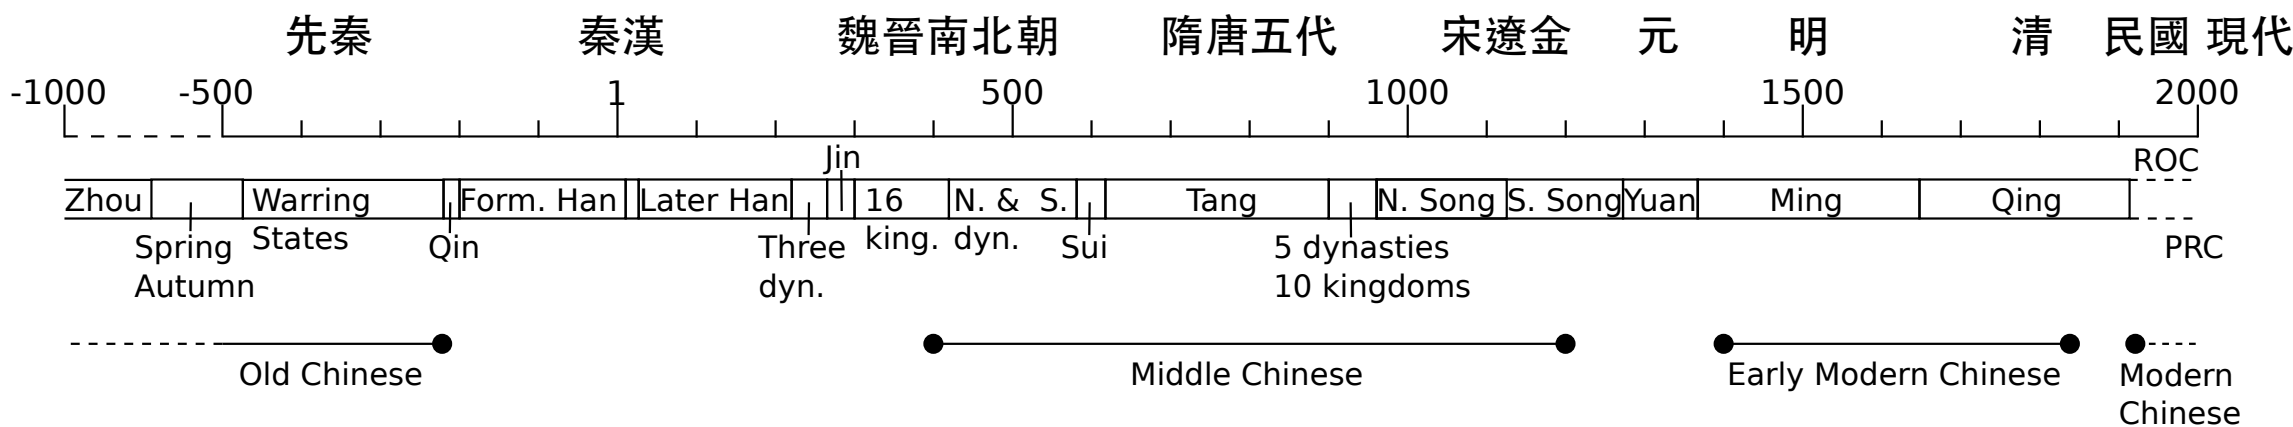 先秦 秦漢 魏晉南北朝 隋唐五代 宋遼金 元 明 清 民國 現代
-1000 -500 1 500 1000 1500 2000
Jin ROC
Zhou Warring Form. Han Later Han 16 N. & S. Tang N. Song S. Song Yuan Ming Qing
States king. dyn.
Spring Qin Three Sui 5 dynasties PRC
Autumn dyn. 10 kingdoms
Old Chinese Middle Chinese Early Modern Chinese Modern
Chinese